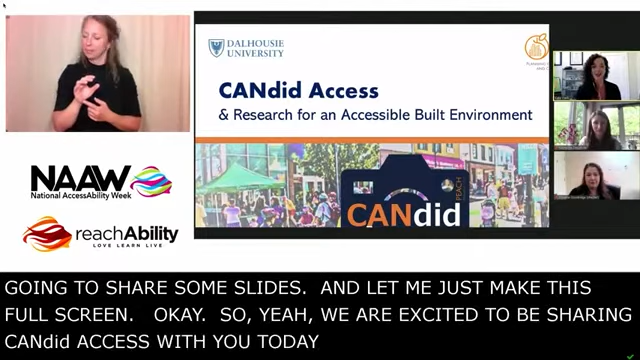 DALHOUSIE
UNIVERSITY
CANdid Access
& Research for an Accessible Built Environment
PEACH
CANdid
NAAW
National AccessAbility Week
reachAbility
LOVE LEARN LIVE
GOING TO SHARE SOME SLIDES. AND LET ME JUST MAKE THIS
FULL SCREEN. OKAY. SO, YEAH, WE ARE EXCITED TO BE SHARING
CANdid ACCESS WITH YOU TODAY